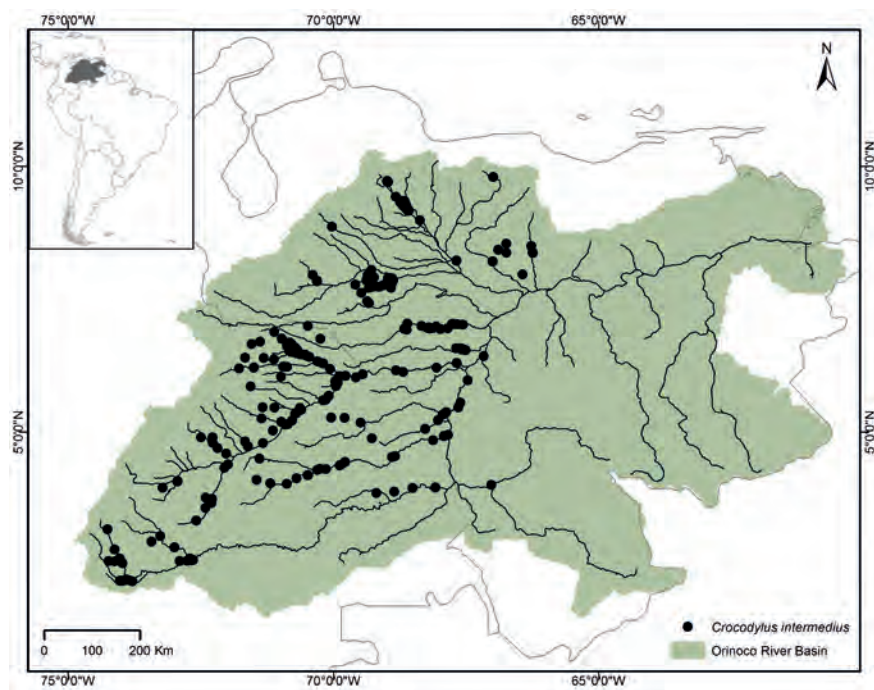 75°0'0"W 70°0'0"W 65°0'0"W
N
10°0'0"N 10°0'0"N
5°0'0"N 5°0'0"N
Crocodylus intermedius
Orinoco River Basin
0 100 200 Km
75°0'0"W 70°0'0"W 65°0'0"W